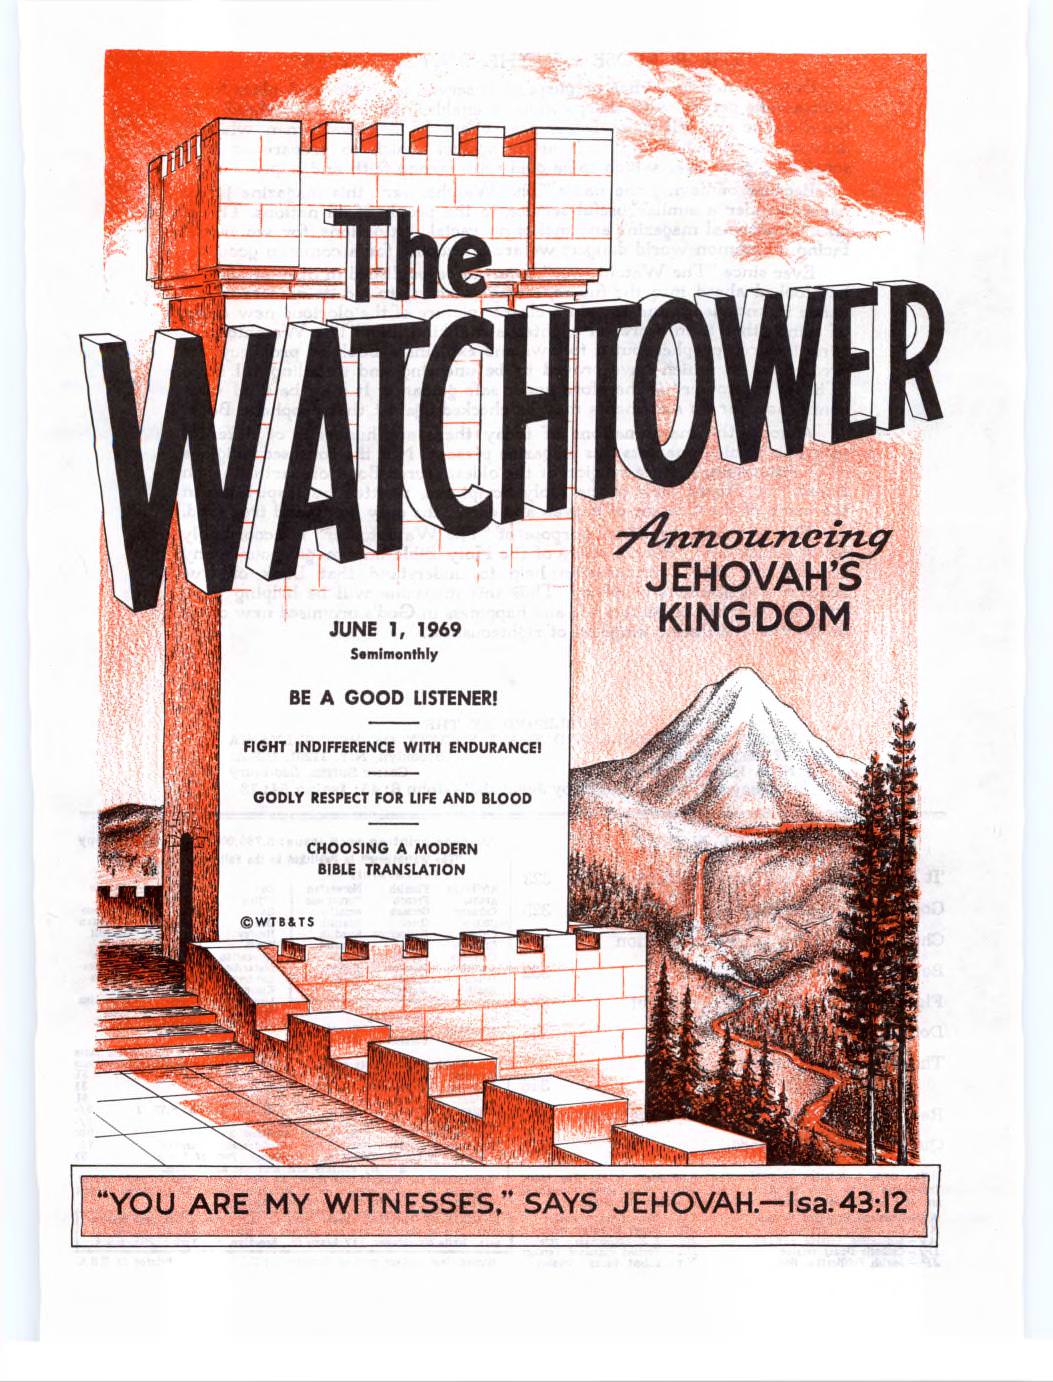 The
WATCHTOWER
Announcing
JEHOVAH'S
KINGDOM
JUNE 1, 1969
Semimonthly
BE A GOOD LISTENER!
FIGHT INDIFFERENCE WITH ENDURANCE!
GODLY RESPECT FOR LIFE AND BLOOD
CHOOSING A MODERN
BIBLE TRANSLATION
©WTB&TS
“YOU ARE MY WITNESSES,” SAYS JEHOVAH.—Isa. 43:12